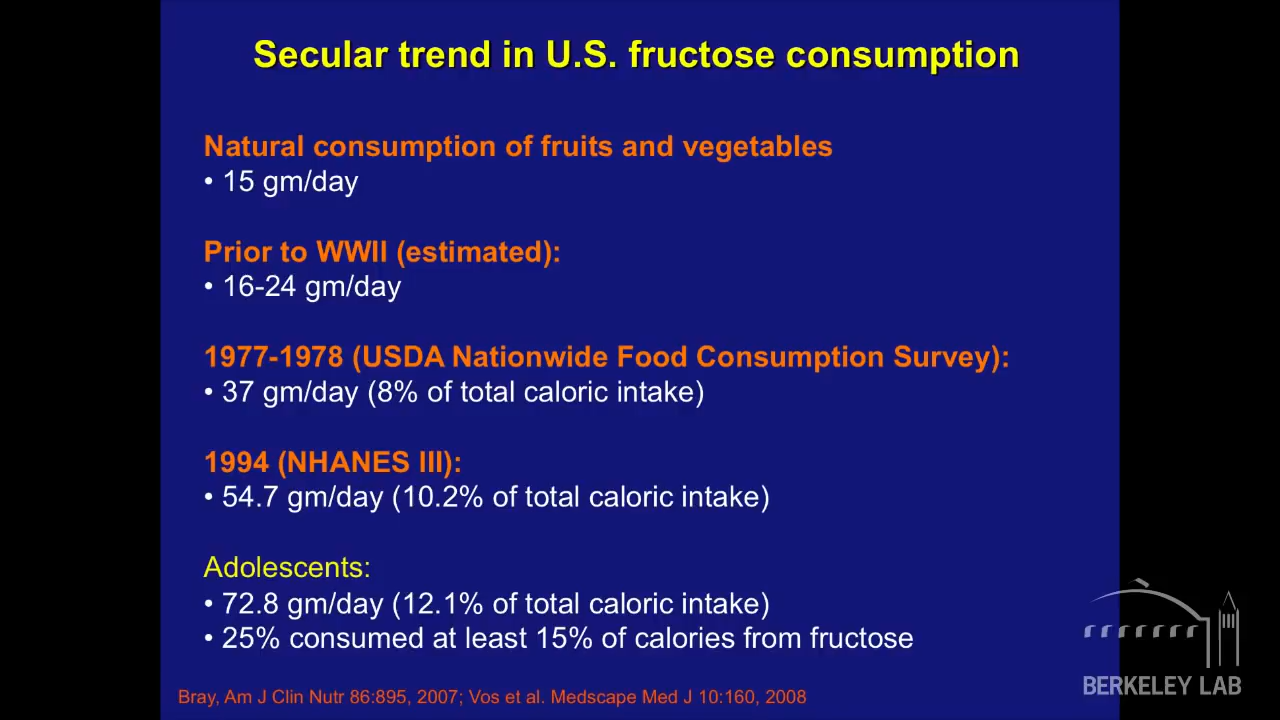 Secular trend in U.S. fructose consumption
Natural consumption of fruits and vegetables
• 15 gm/day
Prior to WWII (estimated):
• 16-24 gm/day
1977-1978 (USDA Nationwide Food Consumption Survey):
• 37 gm/day (8% of total caloric intake)
1994 (NHANES III):
• 54.7 gm/day (10.2% of total caloric intake)
Adolescents:
• 72.8 gm/day (12.1% of total caloric intake)
• 25% consumed at least 15% of calories from fructose
Bray, Am J Clin Nutr 86:895, 2007; Vos et al. Medscape Med J 10:160, 2008
BERKELEY LAB